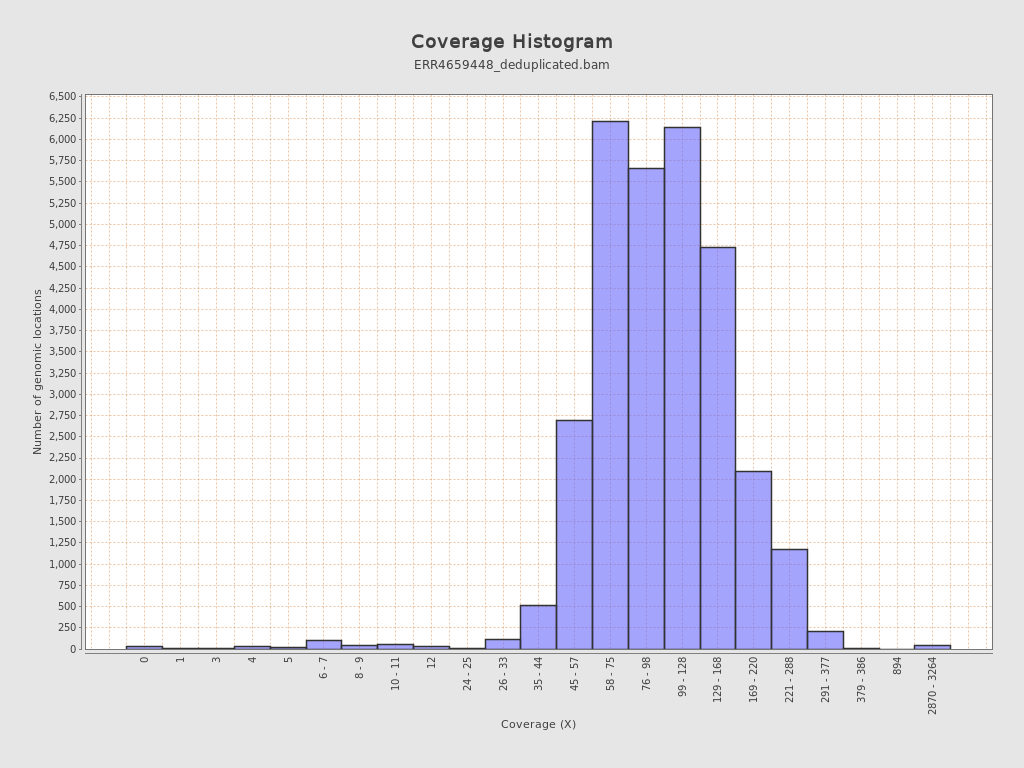 Coverage Histogram
ERR4659448_deduplicated.bam
6,500
6,250
6,000
5,750
5,500
5,250
5,000
4,750
4,500
4,250
4,000
3,750
3,500
3,250
3,000
2,750
2,500
2,250
2,000
1,750
1,500
1,250
1,000
750
500
250
0
Number of genomic locations
0
1
3
4
5
6 - 7
8 - 9
10 - 11
12
24 - 25
26 - 33
35 - 44
45 - 57
58 - 75
76 - 98
99 - 128
129 - 168
169 - 220
221 - 288
291 - 377
379 - 386
894
2870 - 3264
Coverage (X)